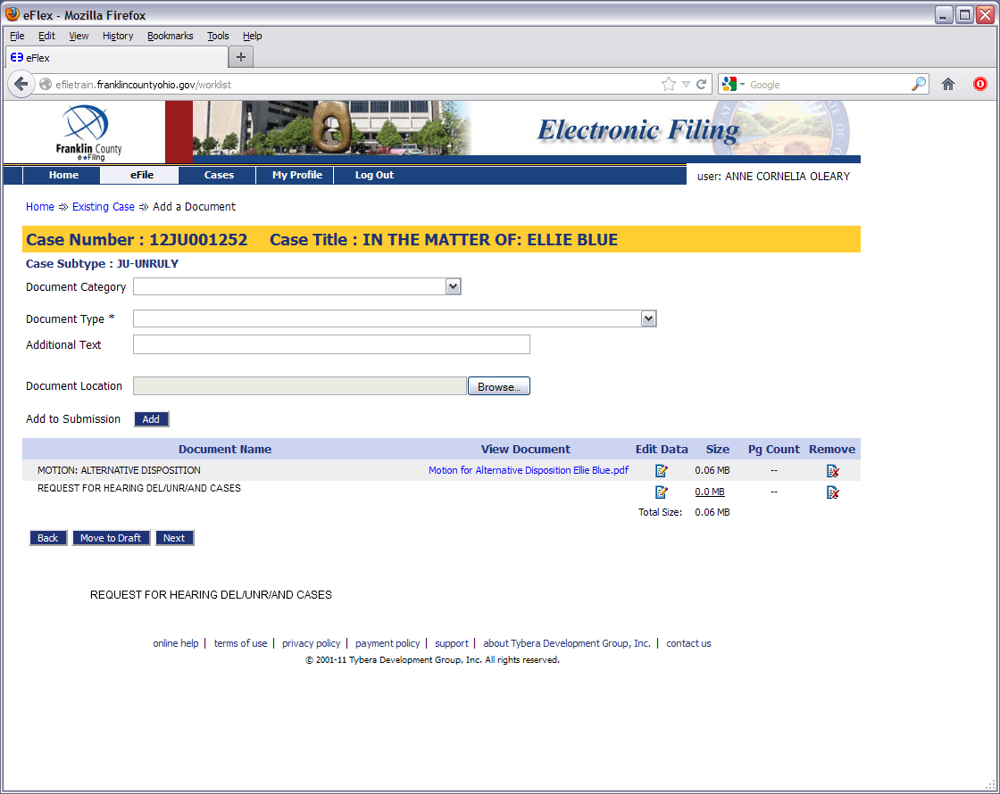 eFlex - Mozilla Firefox
File Edit View History Bookmarks Tools Help
eFlex
efiletrain.franklincountyohio.gov/worklist
Google
Franklin County
e★Filing
Electronic Filing
Home eFile Cases My Profile Log Out
user: ANNE CORNELIA OLEARY
Home ⇒ Existing Case ⇒ Add a Document
Case Number : 12JU001252 Case Title : IN THE MATTER OF: ELLIE BLUE
Case Subtype : JU-UNRULY
Document Category
Document Type *
Additional Text
Document Location Browse...
Add to Submission Add
Document Name View Document Edit Data Size Pg Count Remove
MOTION: ALTERNATIVE DISPOSITION Motion for Alternative Disposition Ellie Blue.pdf 0.06 MB --
REQUEST FOR HEARING DEL/UNR/AND CASES 0.0 MB --
Total Size: 0.06 MB
Back Move to Draft Next
REQUEST FOR HEARING DEL/UNR/AND CASES
online help | terms of use | privacy policy | payment policy | support | about Tybera Development Group, Inc. | contact us
© 2001-11 Tybera Development Group, Inc. All rights reserved.